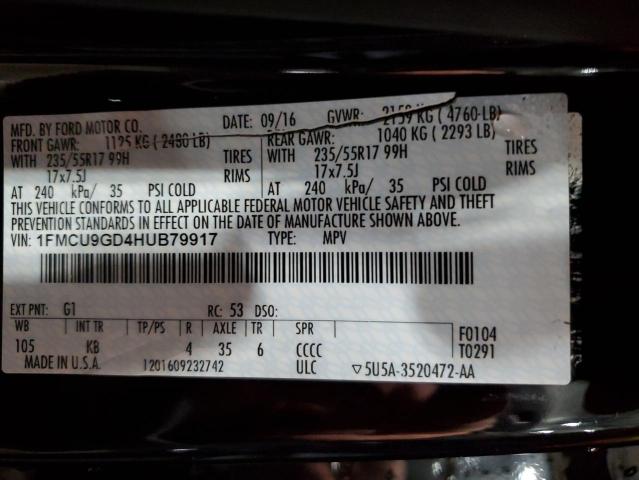 MFD. BY FORD MOTOR CO. DATE: 09/16 GVWR: 2159 KG ( 4760 LB)
FRONT GAWR: 1125 KG ( 2480 LB) REAR GAWR: 1040 KG ( 2293 LB)
WITH 235/55R17 99H TIRES WITH 235/55R17 99H TIRES
17x7.5J RIMS 17x7.5J RIMS
AT 240 kPa/ 35 PSI COLD AT 240 kPa/ 35 PSI COLD
THIS VEHICLE CONFORMS TO ALL APPLICABLE FEDERAL MOTOR VEHICLE SAFETY AND THEFT
PREVENTION STANDARDS IN EFFECT ON THE DATE OF MANUFACTURE SHOWN ABOVE.
VIN: 1FMCU9GD4HUB79917 TYPE: MPV
EXT PNT: G1 RC: 53 DSO:
WB INT TR TP/PS R AXLE TR SPR F0104
105 KB 4 35 6 CCCC T0291
MADE IN U.S.A. 1201609232742 ULC ▽5U5A-3520472-AA